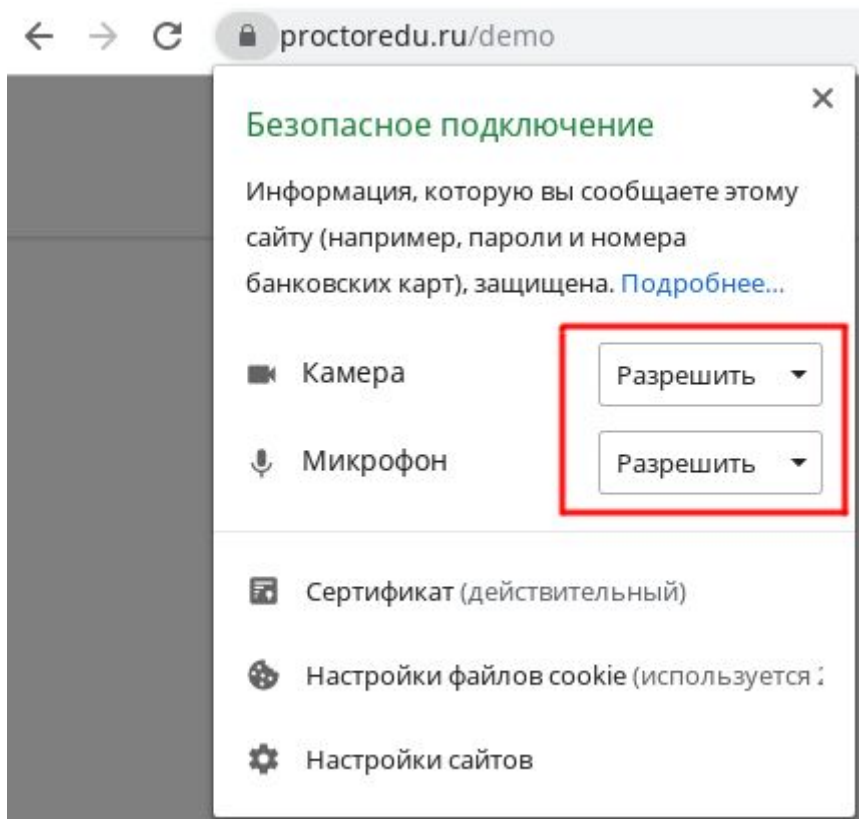 proctoredu.ru/demo
Безопасное подключение
Информация, которую вы сообщаете этому
сайту (например, пароли и номера
банковских карт), защищена. Подробнее...
Камера Разрешить
Микрофон Разрешить
Сертификат (действительный)
Настройки файлов cookie (используется
Настройки сайтов